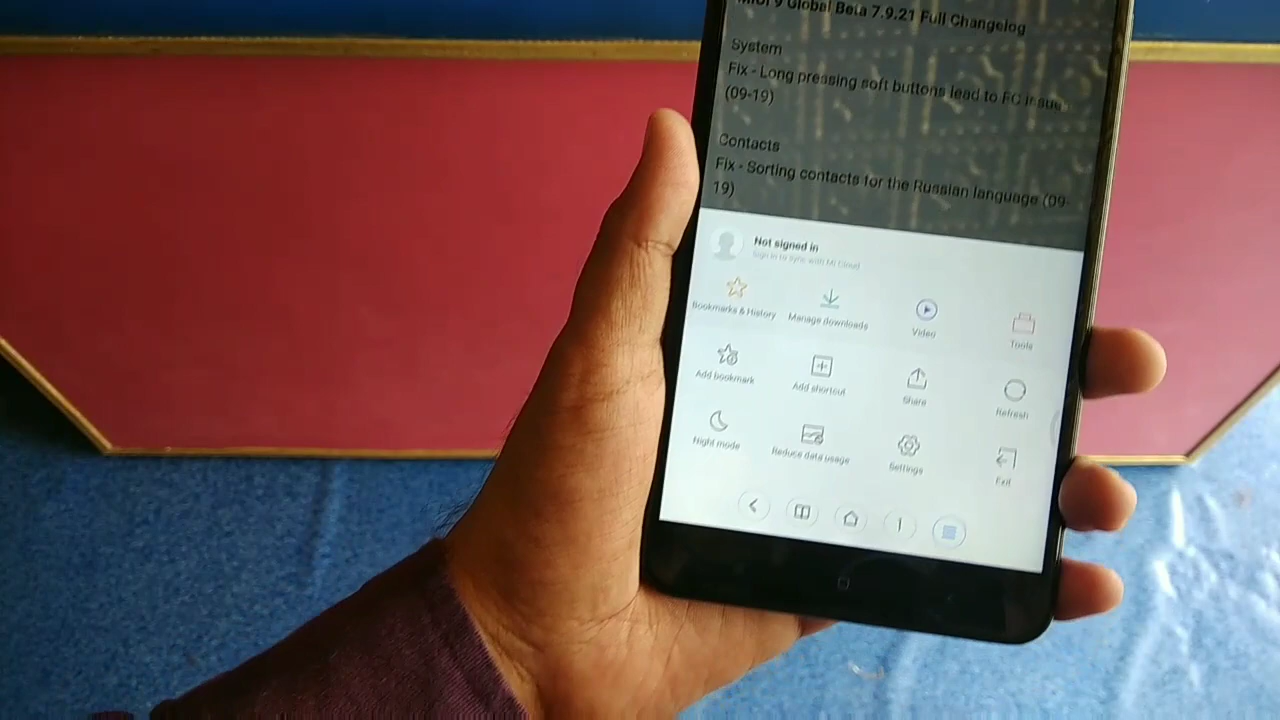 MIUI 9 Global Beta 7.9.21 Full Changelog
System
Fix - Long pressing soft buttons lead to FC issue
(09-19)
Contacts
Fix - Sorting contacts for the Russian language (09-
19)
Not signed in
Sign in to sync with Mi Cloud
Bookmarks & History
Manage downloads
Video
Tools
Add bookmark
Add shortcut
Share
Refresh
Night mode
Reduce data usage
Settings
Exit
1